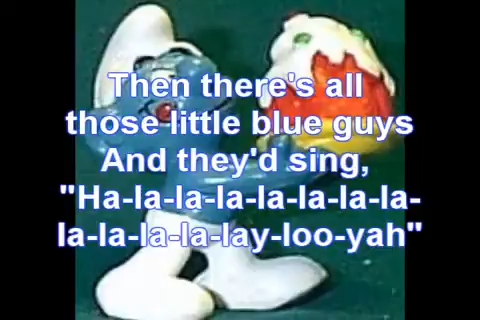 Then there's all
those little blue guys
And they'd sing,
"Ha-la-la-la-la-la-la-la-
la-la-la-la-lay-loo-yah"